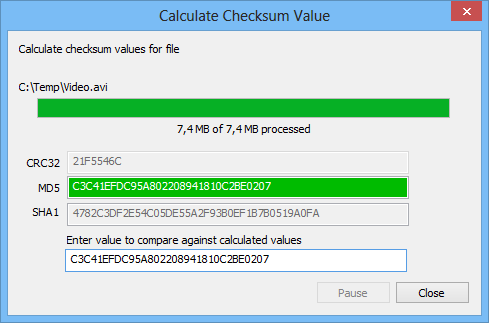 Calculate Checksum Value
Calculate checksum values for file
C:\Temp\Video.avi
7,4 MB of 7,4 MB processed
CRC32 21F5546C
MD5 C3C41EFDC95A802208941810C2BE0207
SHA1 4782C3DF2E54C05DE55A2F93B0EF1B7B0519A0FA
Enter value to compare against calculated values
C3C41EFDC95A802208941810C2BE0207
Pause Close